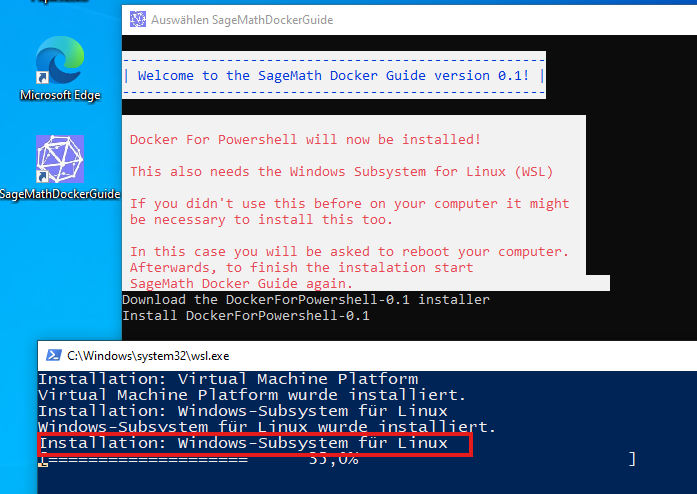 Auswählen SageMathDockerGuide
| Welcome to the SageMath Docker Guide version 0.1! |
Microsoft Edge
Docker For Powershell will now be installed!
This also needs the Windows Subsystem for Linux (WSL)
SageMathDockerGuide
If you didn't use this before on your computer it might
be necessary to install this too.
In this case you will be asked to reboot your computer.
Afterwards, to finish the instalation start
SageMath Docker Guide again.
Download the DockerForPowershell-0.1 installer
Install DockerForPowershell-0.1
C:\Windows\system32\wsl.exe
Installation: Virtual Machine Platform
Virtual Machine Platform wurde installiert.
Installation: Windows-Subsystem für Linux
Windows-Subsystem für Linux wurde installiert.
Installation: Windows-Subsystem für Linux
[==================== 35,0% ]